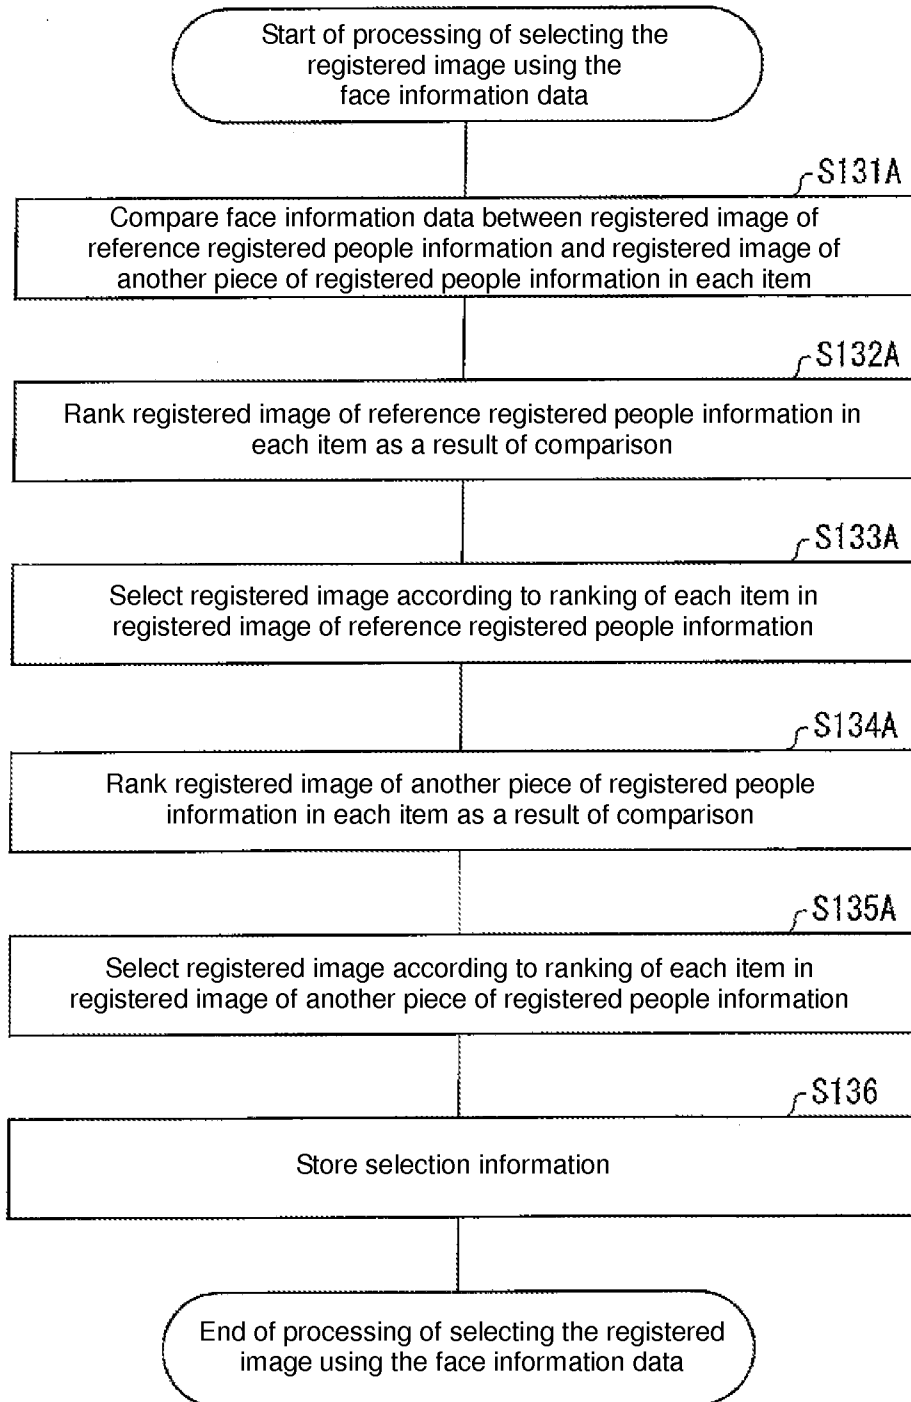 Start of processing of selecting the
registered image using the
face information data
S131A
Compare face information data between registered image of
reference registered people information and registered image of
another piece of registered people information in each item
S132A
Rank registered image of reference registered people information in
each item as a result of comparison
S133A
Select registered image according to ranking of each item in
registered image of reference registered people information
S134A
Rank registered image of another piece of registered people
information in each item as a result of comparison
S135A
Select registered image according to ranking of each item in
registered image of another piece of registered people information
S136
Store selection information
End of processing of selecting the registered
image using the face information data